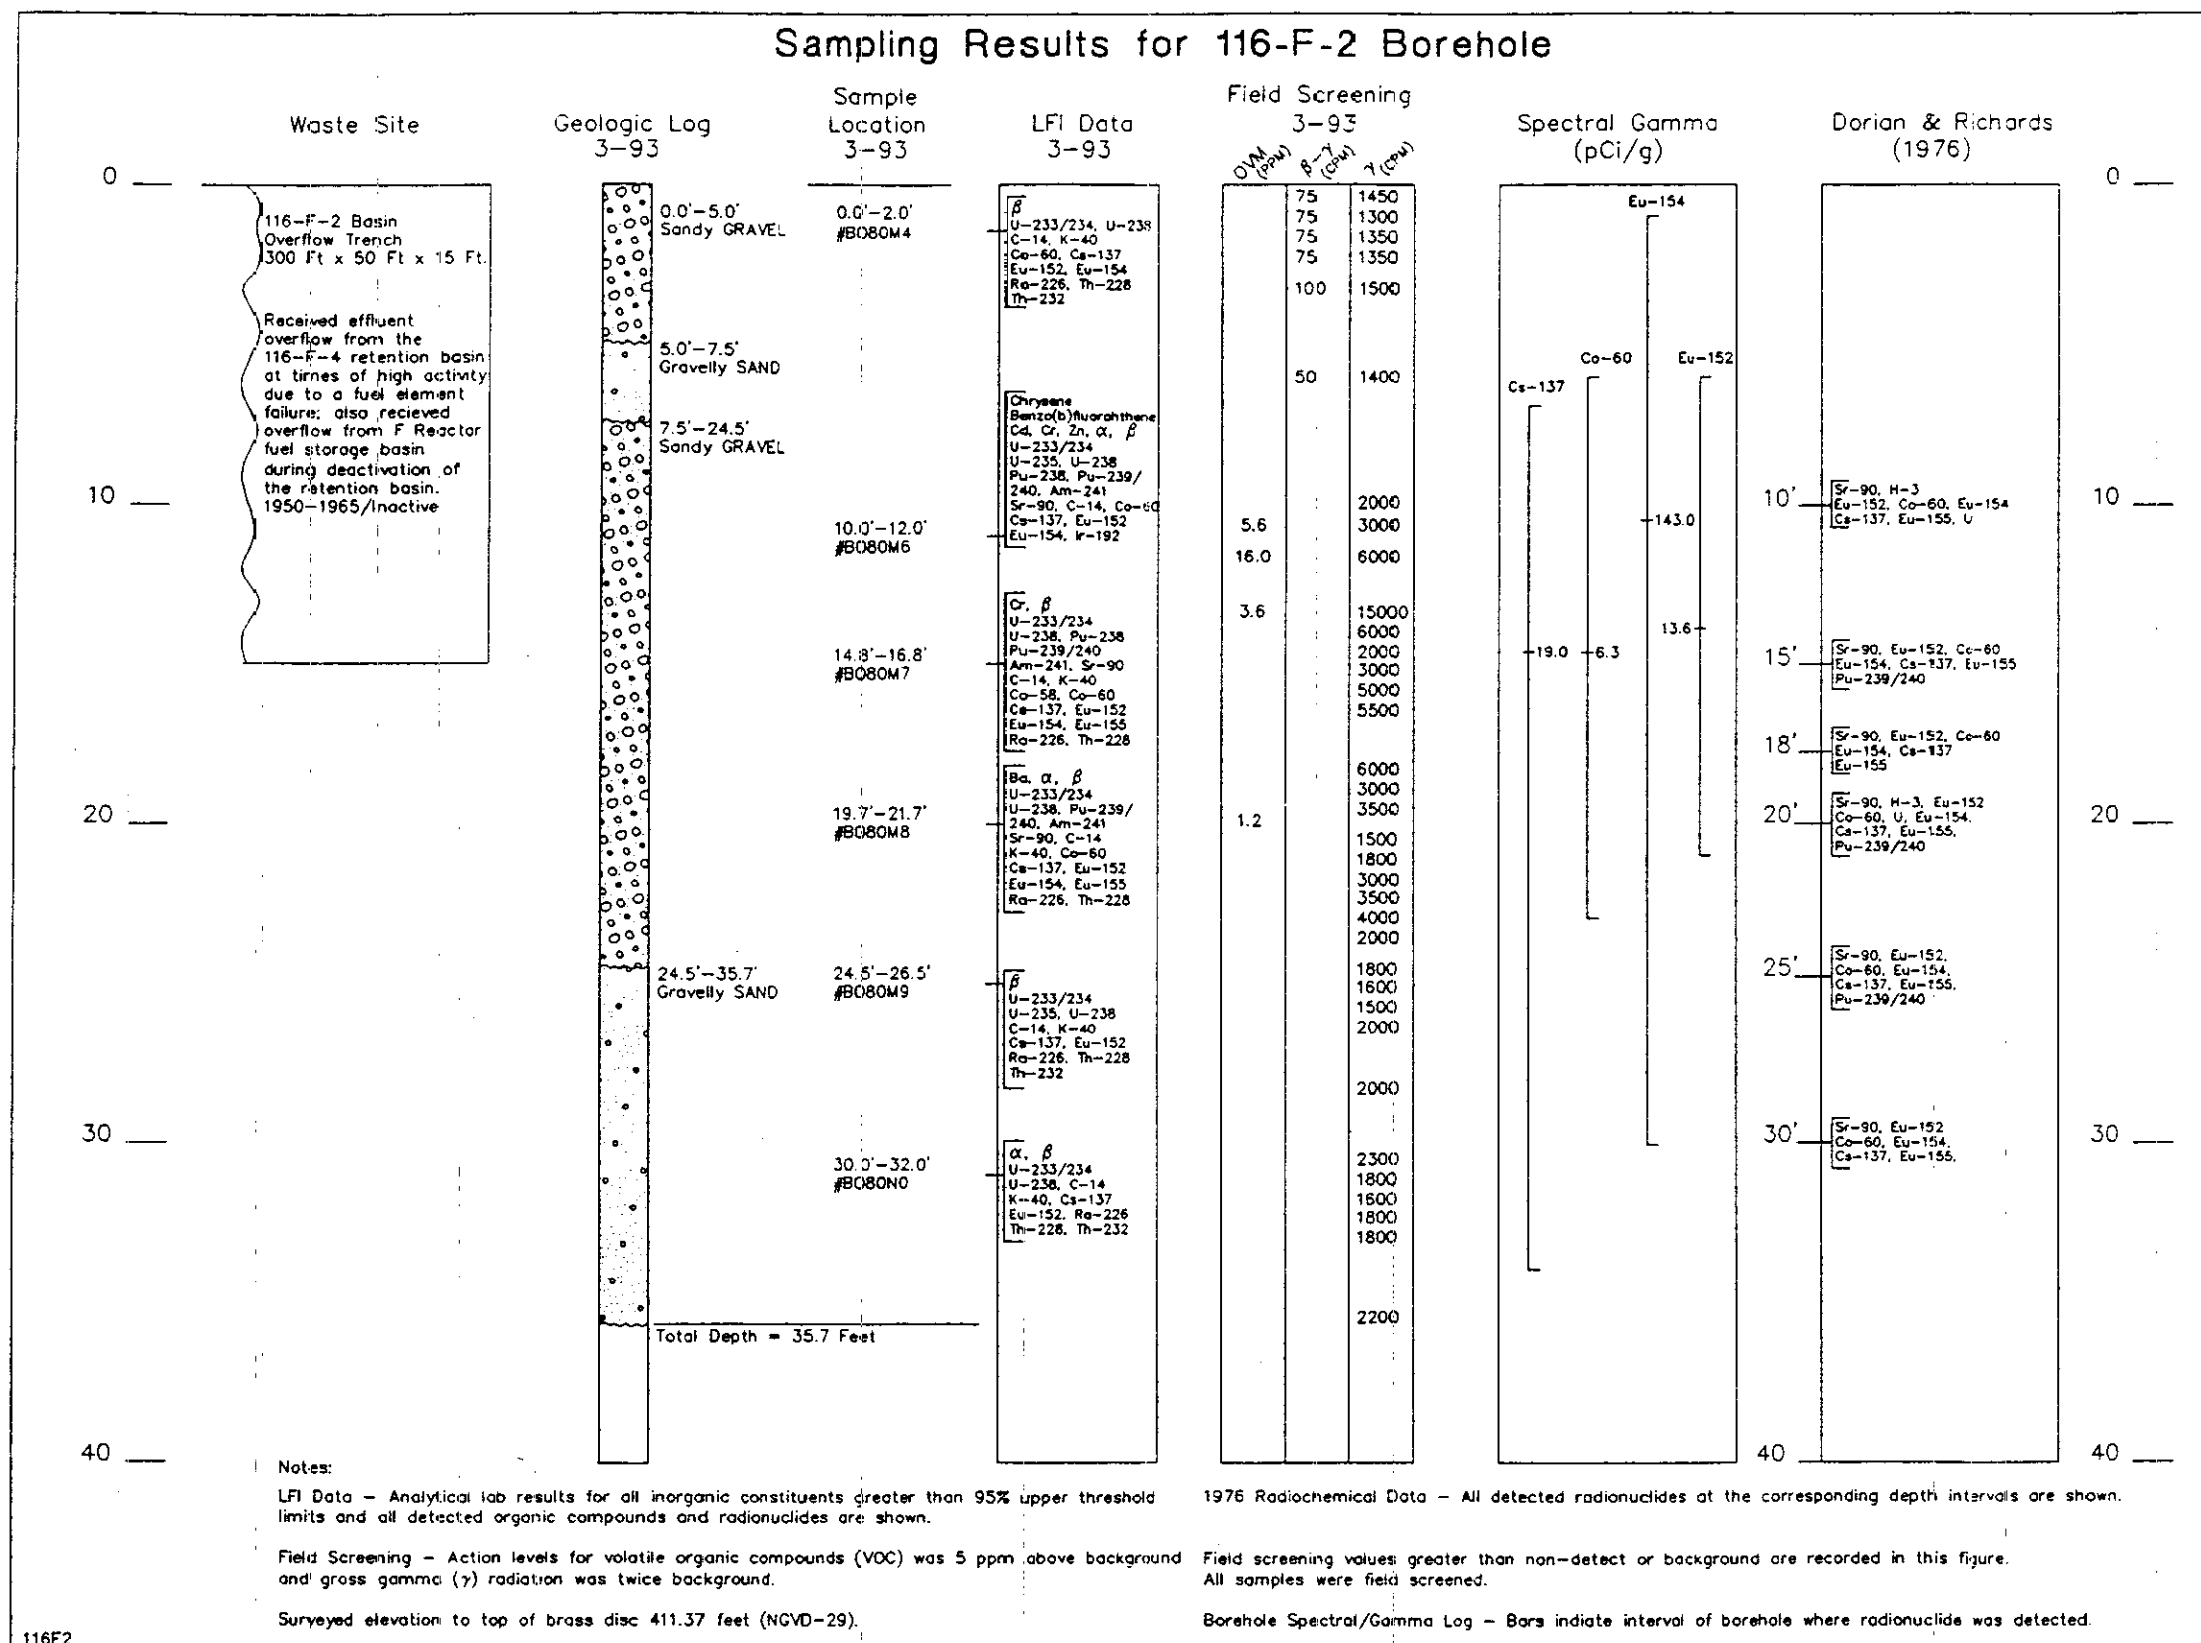 Sampling Results for 116-F-2 Borehole
Waste Site
Geologic Log
3-93
Sample
Location
3-93
LFI Data
3-93
Field Screening
3-93
OVM (PPM)
β-γ (CPM)
γ (CPM)
Spectral Gamma
(pCi/g)
Dorian & Richards
(1976)
0
10
20
30
40
116-F-2 Basin
Overflow Trench
300 Ft x 50 Ft x 15 Ft.
Received effluent
overflow from the
116-F-4 retention basin
at times of high activity
due to a fuel element
failure; also recieved
overflow from F Reactor
fuel storage basin
during deactivation of
the retention basin.
1950-1965/Inactive
0.0'-5.0'
Sandy GRAVEL
5.0'-7.5'
Gravelly SAND
7.5'-24.5'
Sandy GRAVEL
24.5'-35.7'
Gravelly SAND
Total Depth = 35.7 Feet
0.0'-2.0'
#B080M4
10.0'-12.0'
#B080M6
14.8'-16.8'
#B080M7
19.7'-21.7'
#B080M8
24.5'-26.5'
#B080M9
30.0'-32.0'
#B080N0
β
U-233/234, U-238
C-14, K-40
Co-60, Cs-137
Eu-152, Eu-154
Ra-226, Th-228
Th-232
Chrysene
Benzo(b)fluorohthene
Cd, Cr, Zn, α, β
U-233/234
U-235, U-238
Pu-238, Pu-239/
240, Am-241
Sr-90, C-14, Co-60
Cs-137, Eu-152
Eu-154, Ir-192
Cr, β
U-233/234
U-238, Pu-238
Pu-239/240
Am-241, Sr-90
C-14, K-40
Co-58, Co-60
Cs-137, Eu-152
Eu-154, Eu-155
Ra-226, Th-228
Ba, α, β
U-233/234
U-238, Pu-239/
240, Am-241
Sr-90, C-14
K-40, Co-60
Cs-137, Eu-152
Eu-154, Eu-155
Ra-226, Th-228
β
U-233/234
U-235, U-238
C-14, K-40
Cs-137, Eu-152
Ra-226, Th-228
Th-232
α, β
U-233/234
U-238, C-14
K-40, Cs-137
Eu-152, Ra-226
Th-228, Th-232
75 1450
75 1300
75 1350
75 1350
100 1500
50 1400
2000
5.6 3000
16.0 6000
3.6 15000
6000
2000
3000
5000
5500
6000
3000
3500
1.2
1500
1800
3000
3500
4000
2000
1800
1600
1500
2000
2000
2300
1800
1600
1800
1800
2200
Eu-154
Co-60
Eu-152
Cs-137
143.0
13.6
19.0
6.3
10'
Sr-90, H-3
Eu-152, Co-60, Eu-154
Cs-137, Eu-155, U
15'
Sr-90, Eu-152, Co-60
Eu-154, Cs-137, Eu-155
Pu-239/240
18'
Sr-90, Eu-152, Co-60
Eu-154, Cs-137
Eu-155
20'
Sr-90, H-3, Eu-152
Co-60, U, Eu-154,
Cs-137, Eu-155,
Pu-239/240
25'
Sr-90, Eu-152,
Co-60, Eu-154,
Cs-137, Eu-155,
Pu-239/240
30'
Sr-90, Eu-152
Co-60, Eu-154,
Cs-137, Eu-155,
40
0
10
20
30
40
Notes:
LFI Data - Analytical lab results for all inorganic constituents greater than 95% upper threshold
limits and all detected organic compounds and radionuclides are shown.
Field Screening - Action levels for volatile organic compounds (VOC) was 5 ppm above background
and gross gamma (γ) radiation was twice background.
Surveyed elevation to top of brass disc 411.37 feet (NGVD-29).
1976 Radiochemical Data - All detected radionuclides at the corresponding depth intervals are shown.
Field screening values greater than non-detect or background are recorded in this figure.
All samples were field screened.
Borehole Spectral/Gamma Log - Bars indiate interval of borehole where radionuclide was detected.
116F2